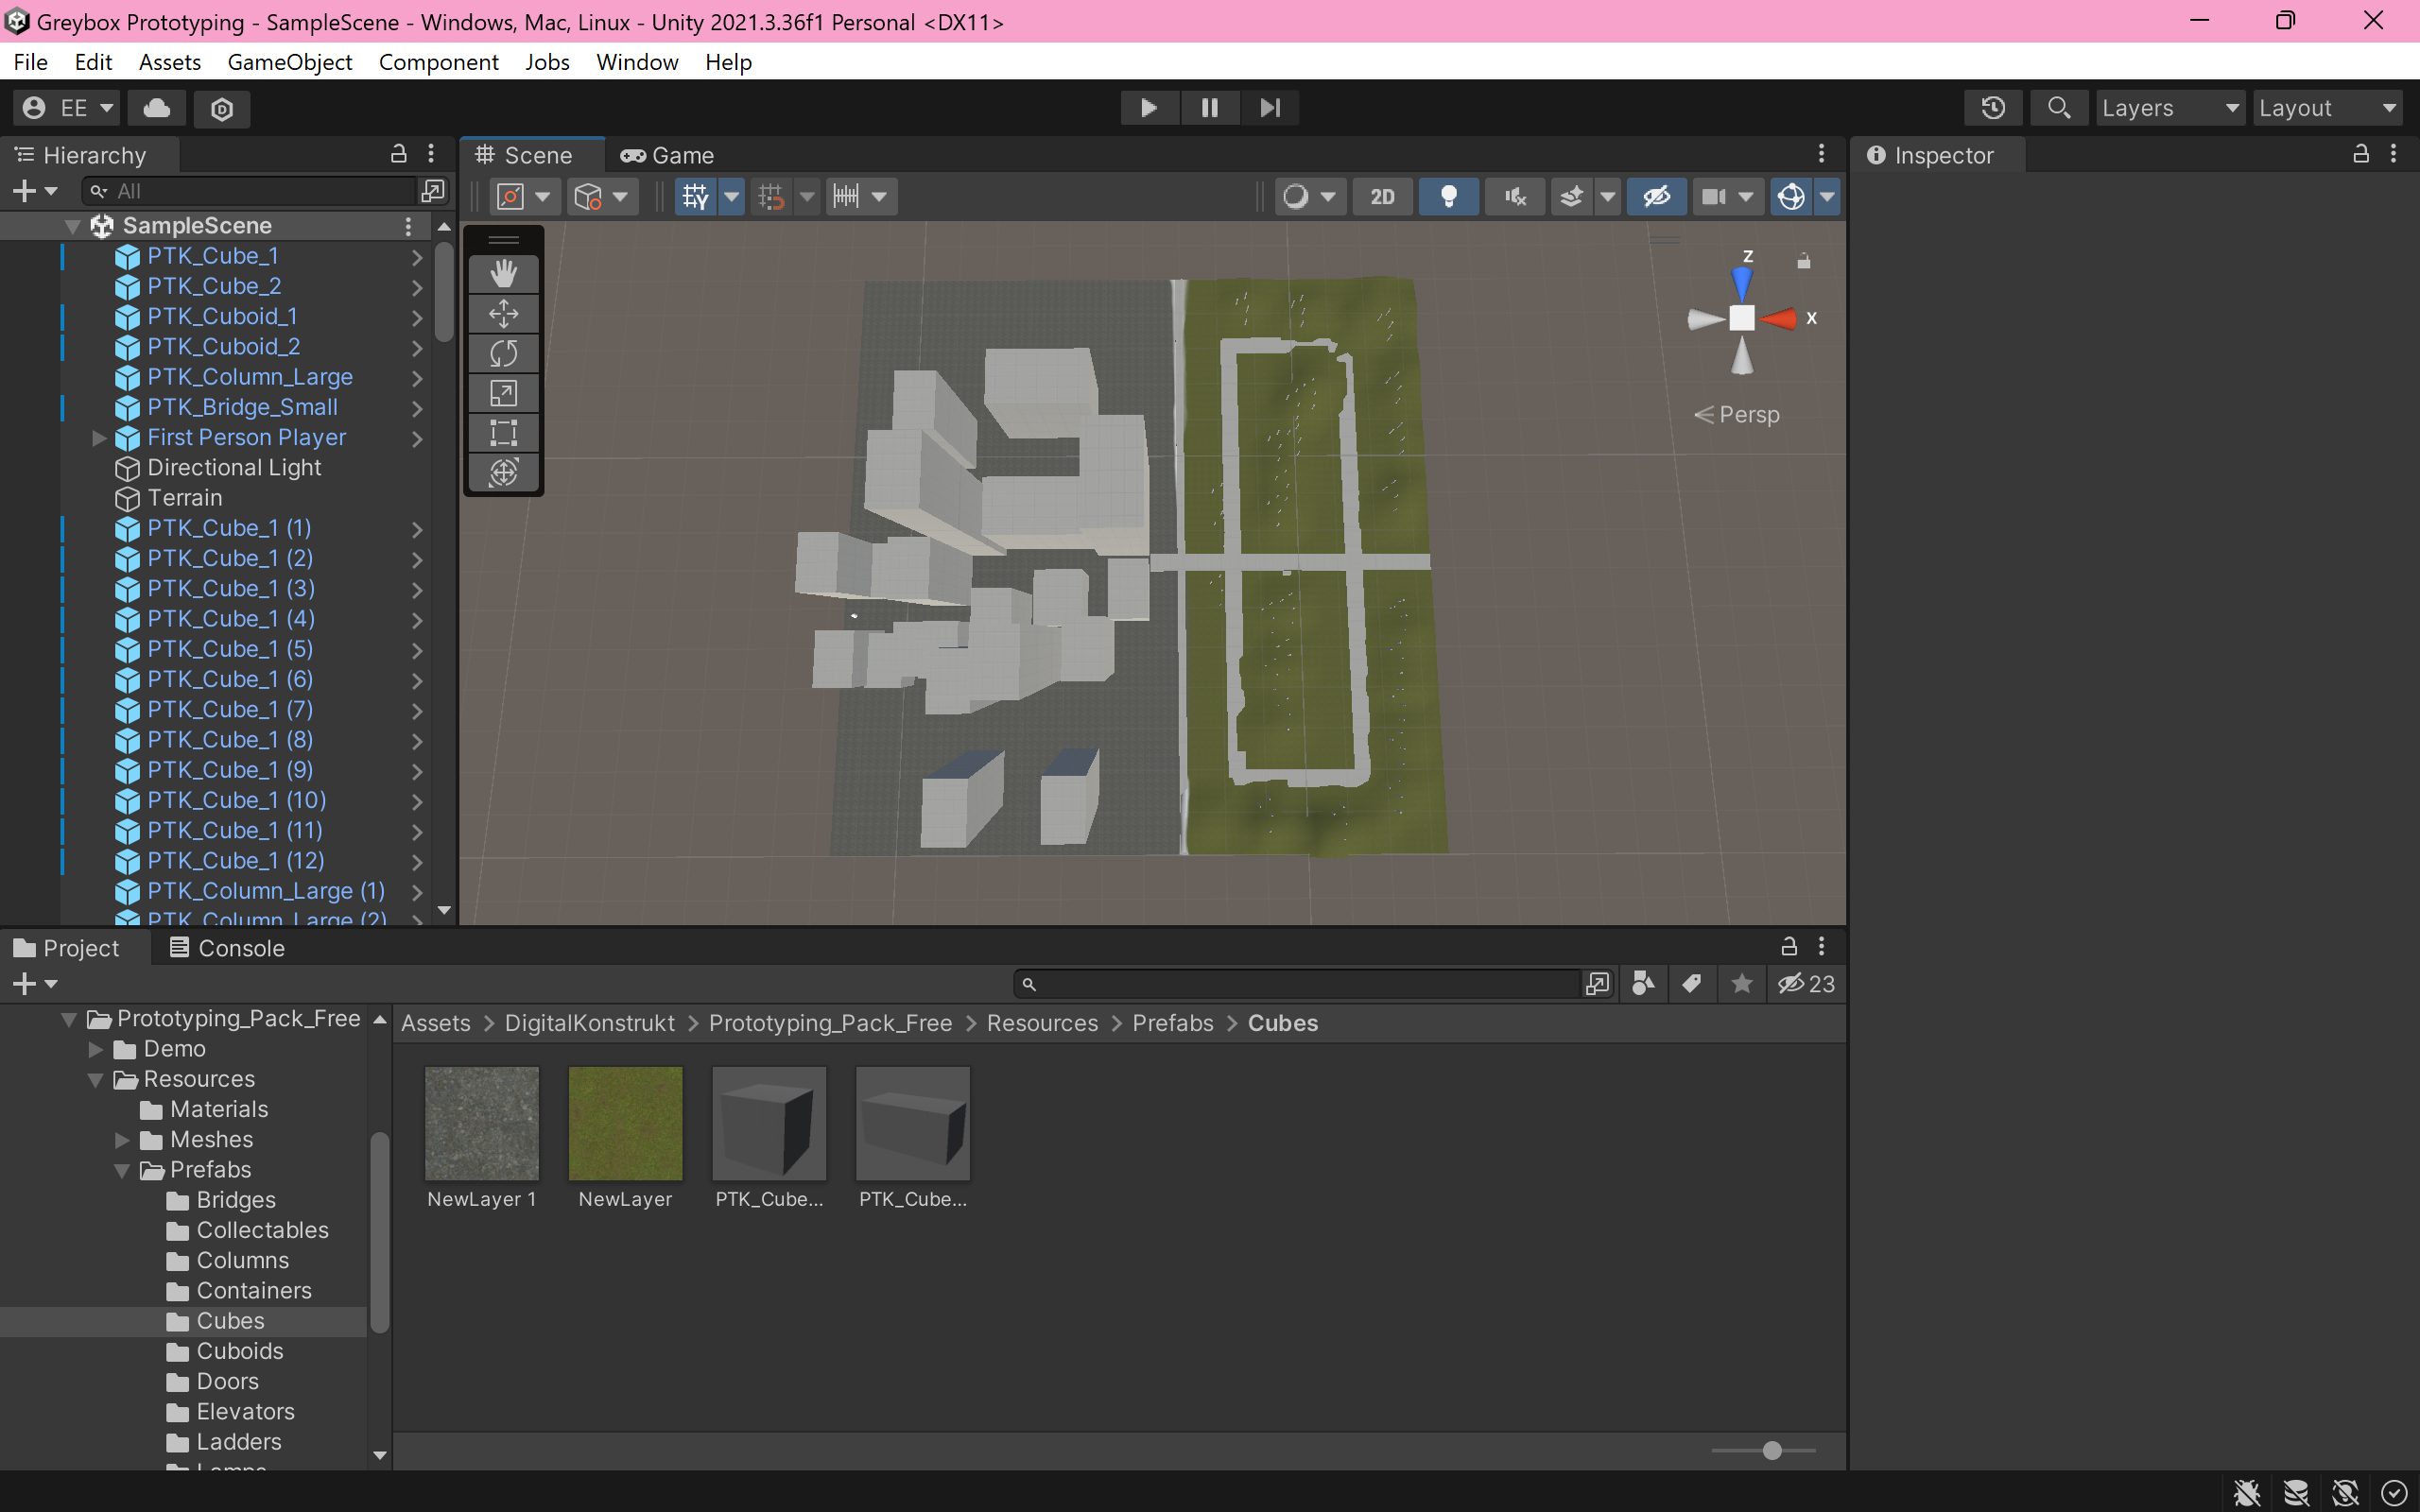 Greybox Prototyping - SampleScene - Windows, Mac, Linux - Unity 2021.3.36f1 Personal <DX11>
File Edit Assets GameObject Component Jobs Window Help
EE
Layers
Layout
Hierarchy
All
SampleScene
PTK_Cube_1
PTK_Cube_2
PTK_Cuboid_1
PTK_Cuboid_2
PTK_Column_Large
PTK_Bridge_Small
First Person Player
Directional Light
Terrain
PTK_Cube_1 (1)
PTK_Cube_1 (2)
PTK_Cube_1 (3)
PTK_Cube_1 (4)
PTK_Cube_1 (5)
PTK_Cube_1 (6)
PTK_Cube_1 (7)
PTK_Cube_1 (8)
PTK_Cube_1 (9)
PTK_Cube_1 (10)
PTK_Cube_1 (11)
PTK_Cube_1 (12)
PTK_Column_Large (1)
PTK_Column_Large (2)
Scene
Game
2D
z
x
< Persp
Inspector
Project
Console
23
Prototyping_Pack_Free
Demo
Resources
Materials
Meshes
Prefabs
Bridges
Collectables
Columns
Containers
Cubes
Cuboids
Doors
Elevators
Ladders
Lamps
Assets > DigitalKonstrukt > Prototyping_Pack_Free > Resources > Prefabs > Cubes
NewLayer 1
NewLayer
PTK_Cube...
PTK_Cube...